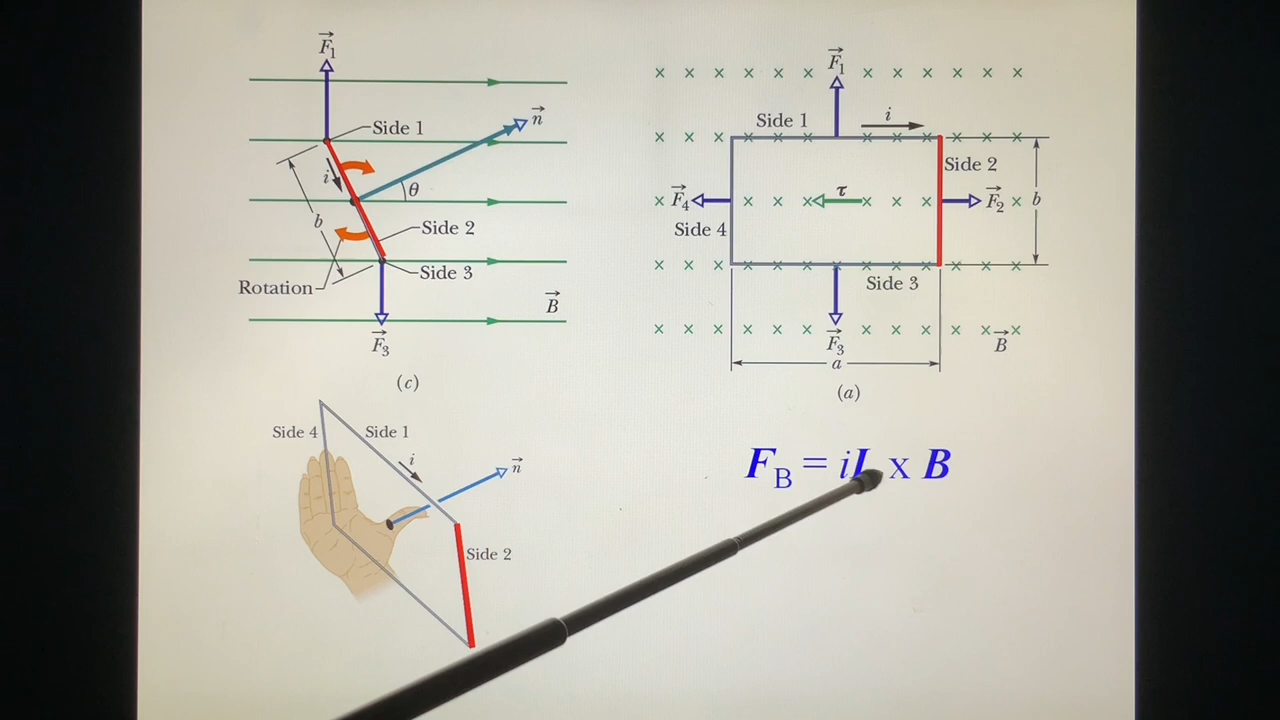 F₁
n
Side 1
i
θ
b
Side 2
Side 3
Rotation
B
F₃
(c)
F₁
Side 1
i
Side 2
F₄
τ
F₂
b
Side 4
Side 3
F₃
B
a
(a)
Side 4
Side 1
i
n
Side 2
F_B = iL x B